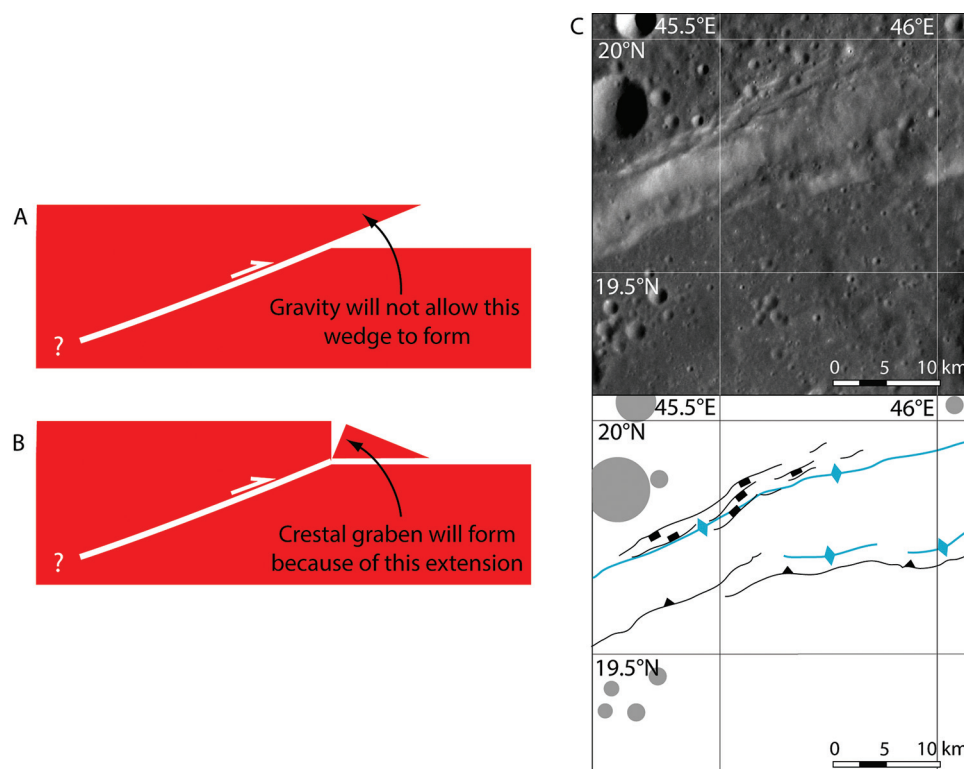 A
Gravity will not allow this
wedge to form
?
B
Crestal graben will form
because of this extension
?
C
45.5°E
46°E
20°N
19.5°N
0 5 10 km
45.5°E
46°E
20°N
19.5°N
0 5 10 km